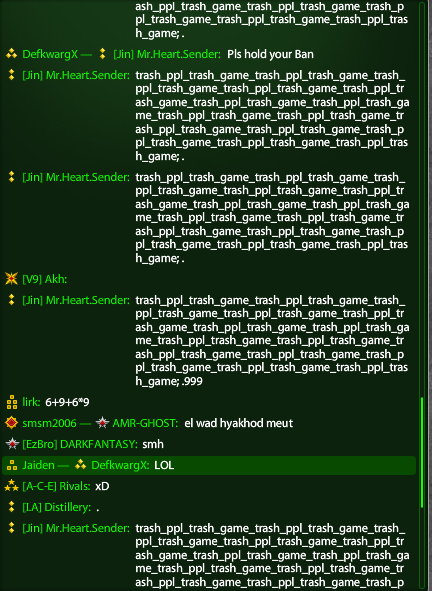 ash_ppl_trash_game_trash_ppl_trash_game_trash_p
pl_trash_game_trash_ppl_trash_game_trash_ppl_tras
h_game; .
DefkwargX — [Jin] Mr.Heart.Sender: Pls hold your Ban
[Jin] Mr.Heart.Sender: trash_ppl_trash_game_trash_ppl_trash_game_trash_
ppl_trash_game_trash_ppl_trash_game_trash_ppl_tr
ash_game_trash_ppl_trash_game_trash_ppl_trash_ga
me_trash_ppl_trash_game_trash_ppl_trash_game_tr
ash_ppl_trash_game_trash_ppl_trash_game_trash_p
pl_trash_game_trash_ppl_trash_game_trash_ppl_tras
h_game; .
[Jin] Mr.Heart.Sender: trash_ppl_trash_game_trash_ppl_trash_game_trash_
ppl_trash_game_trash_ppl_trash_game_trash_ppl_tr
ash_game_trash_ppl_trash_game_trash_ppl_trash_ga
me_trash_ppl_trash_game_trash_ppl_trash_game_tr
ash_ppl_trash_game_trash_ppl_trash_game_trash_p
pl_trash_game_trash_ppl_trash_game_trash_ppl_tras
h_game; .
[V9] Akh:
[Jin] Mr.Heart.Sender: trash_ppl_trash_game_trash_ppl_trash_game_trash_
ppl_trash_game_trash_ppl_trash_game_trash_ppl_tr
ash_game_trash_ppl_trash_game_trash_ppl_trash_ga
me_trash_ppl_trash_game_trash_ppl_trash_game_tr
ash_ppl_trash_game_trash_ppl_trash_game_trash_p
pl_trash_game_trash_ppl_trash_game_trash_ppl_tras
h_game; .999
lirk: 6+9+6*9
smsm2006 — AMR-GHOST: el wad hyakhod meut
[EzBro] DARKFANTASY: smh
Jaiden — DefkwargX: LOL
[A-C-E] Rivals: xD
[I.A] Distillery: .
[Jin] Mr.Heart.Sender: trash_ppl_trash_game_trash_ppl_trash_game_trash_
ppl_trash_game_trash_ppl_trash_game_trash_ppl_tr
ash_game_trash_ppl_trash_game_trash_ppl_trash_ga
me_trash_ppl_trash_game_trash_ppl_trash_game_tr
ash_ppl_trash_game_trash_ppl_trash_game_trash_p